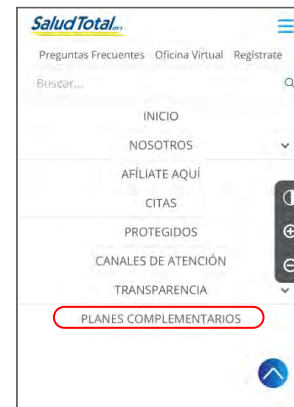 SaludTotal
Preguntas Frecuentes Oficina Virtual Regístrate
Buscar...
INICIO
NOSOTROS
AFÍLIATE AQUÍ
CITAS
PROTEGIDOS
CANALES DE ATENCIÓN
TRANSPARENCIA
PLANES COMPLEMENTARIOS